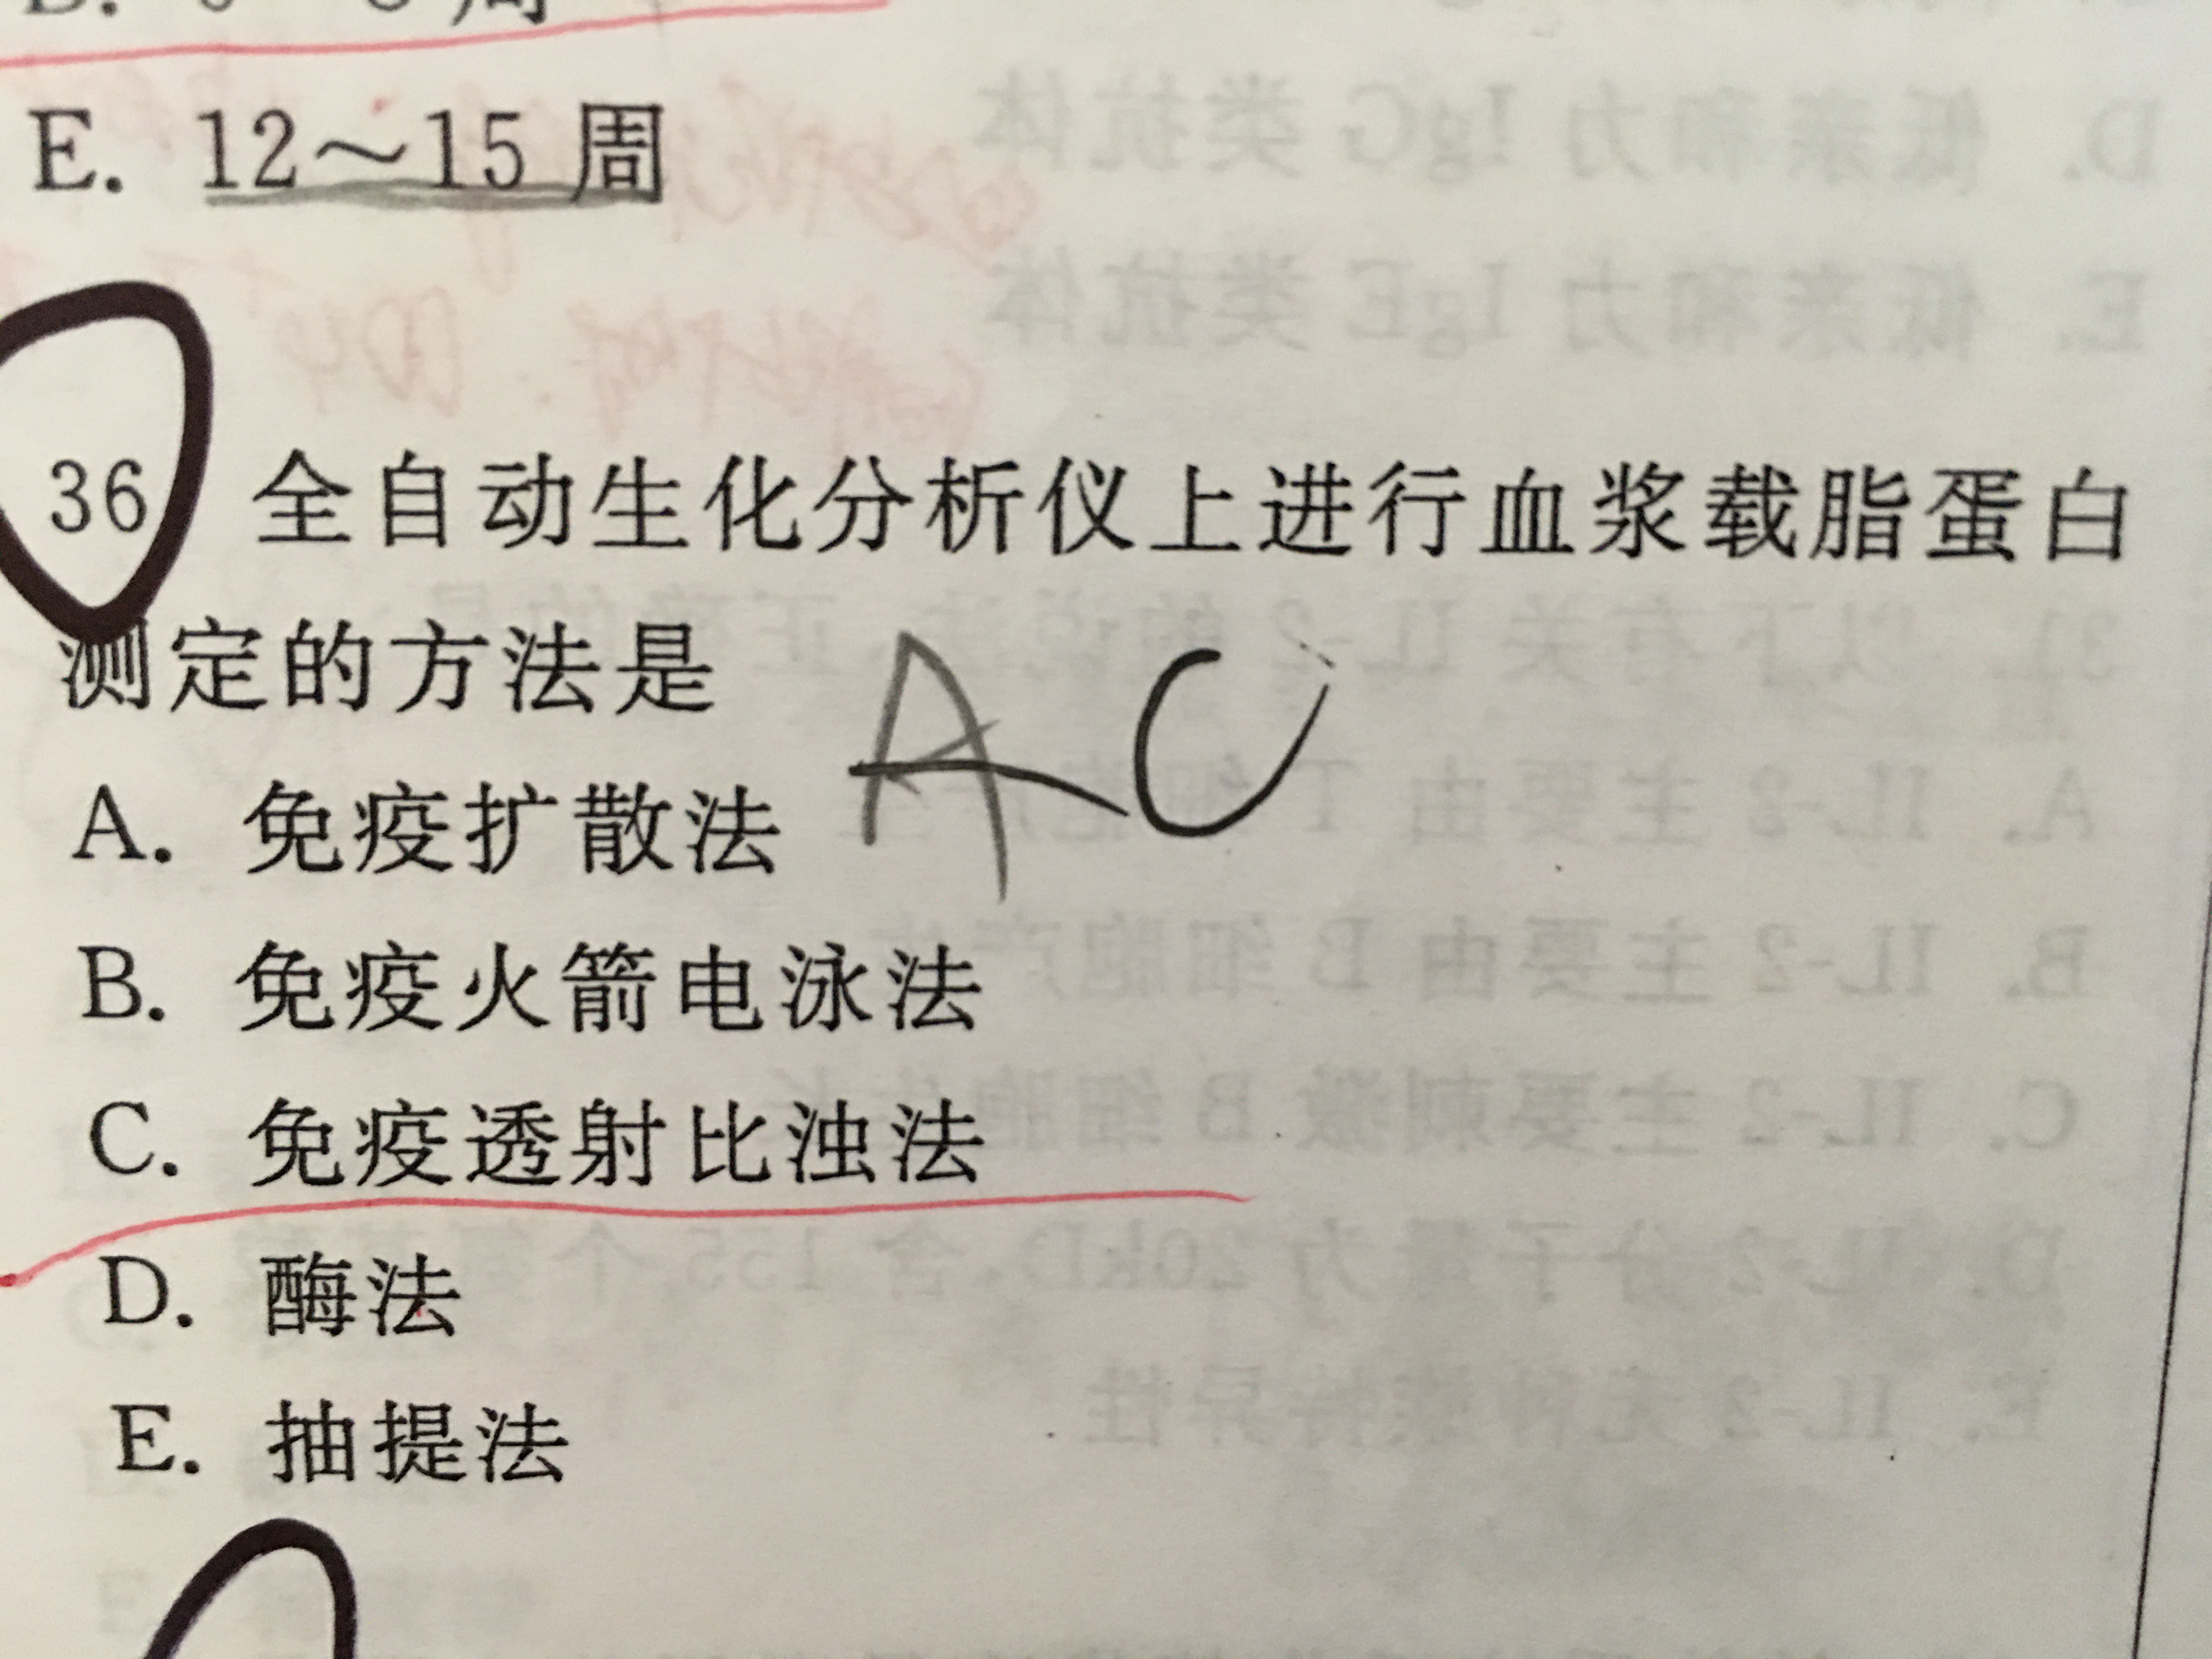 E. 12～15周
36 全自动生化分析仪上进行血浆载脂蛋白
测定的方法是
A. 免疫扩散法
B. 免疫火箭电泳法
C. 免疫透射比浊法
D. 酶法
E. 抽提法
A C